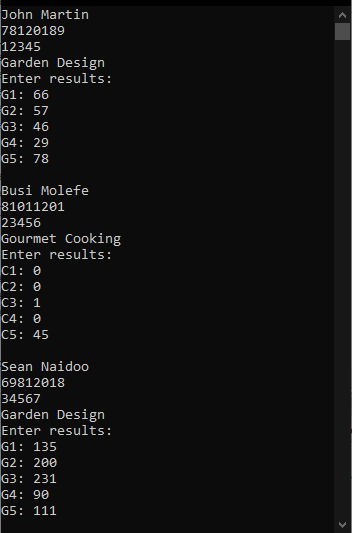 John Martin
78120189
12345
Garden Design
Enter results:
G1: 66
G2: 57
G3: 46
G4: 29
G5: 78
Busi Molefe
81011201
23456
Gourmet Cooking
Enter results:
C1: 0
C2: 0
C3: 1
C4: 0
C5: 45
Sean Naidoo
69812018
34567
Garden Design
Enter results:
G1: 135
G2: 200
G3: 231
G4: 90
G5: 111